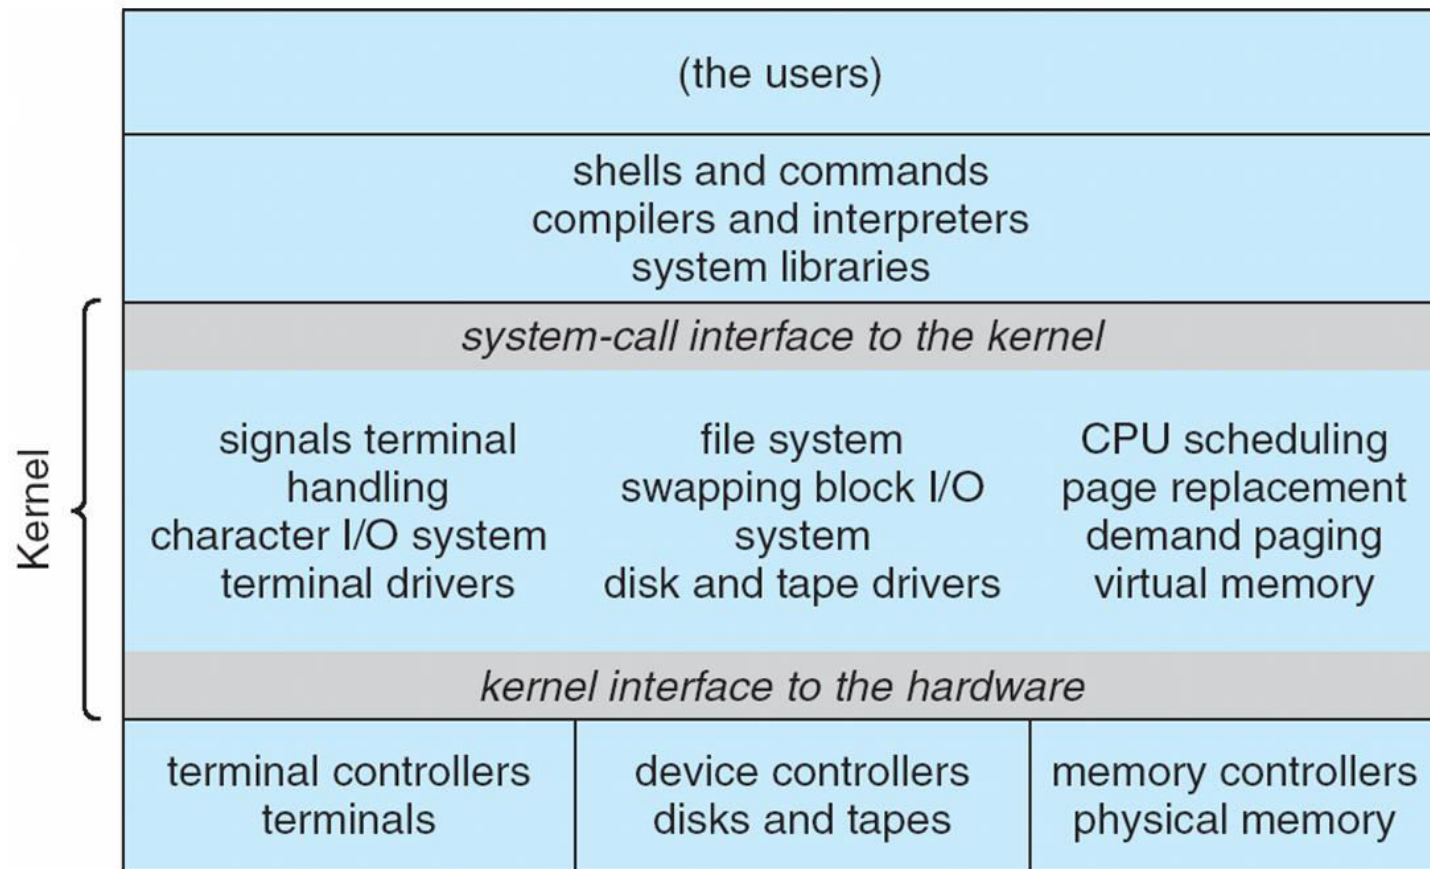 (the users)
shells and commands
compilers and interpreters
system libraries
system-call interface to the kernel
Kernel
signals terminal
handling
character I/O system
terminal drivers
file system
swapping block I/O
system
disk and tape drivers
CPU scheduling
page replacement
demand paging
virtual memory
kernel interface to the hardware
terminal controllers
terminals
device controllers
disks and tapes
memory controllers
physical memory